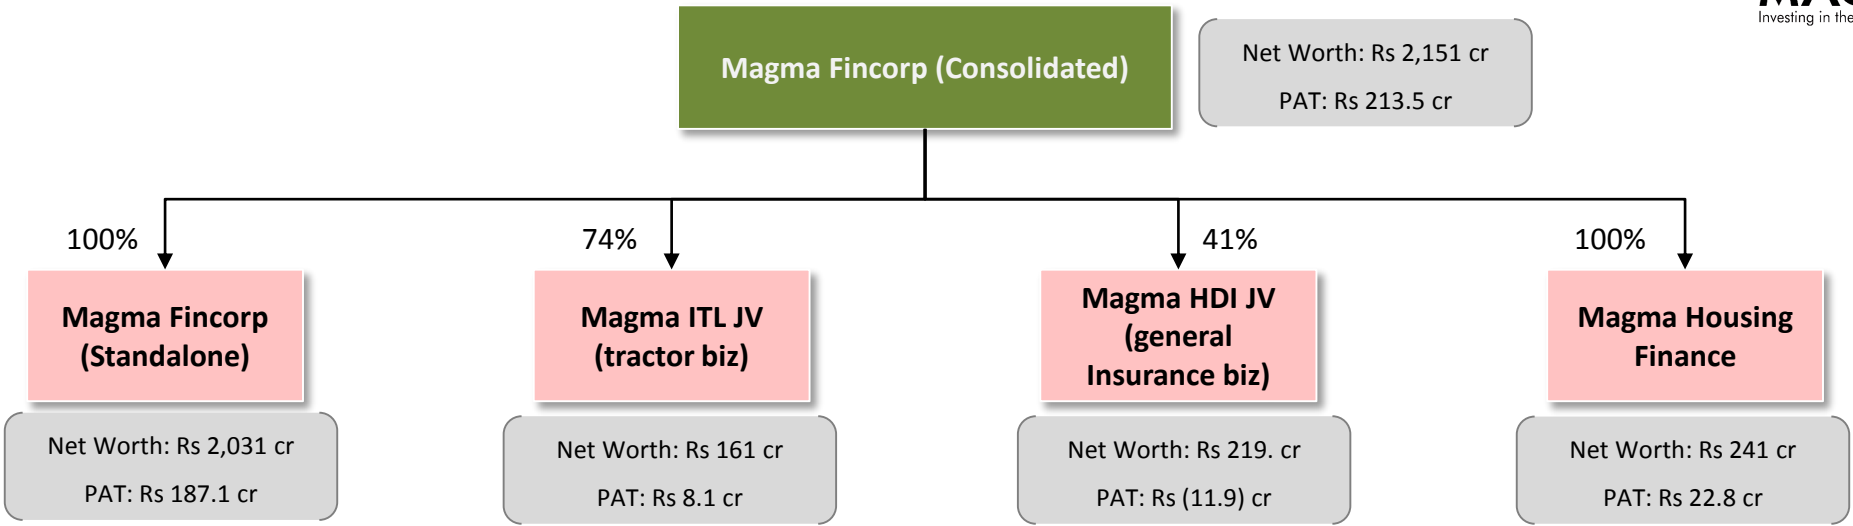 Investing in the
Magma Fincorp (Consolidated)
Net Worth: Rs 2,151 cr
PAT: Rs 213.5 cr
100%
74%
41%
100%
Magma Fincorp
(Standalone)
Magma ITL JV
(tractor biz)
Magma HDI JV
(general
Insurance biz)
Magma Housing
Finance
Net Worth: Rs 2,031 cr
PAT: Rs 187.1 cr
Net Worth: Rs 161 cr
PAT: Rs 8.1 cr
Net Worth: Rs 219. cr
PAT: Rs (11.9) cr
Net Worth: Rs 241 cr
PAT: Rs 22.8 cr